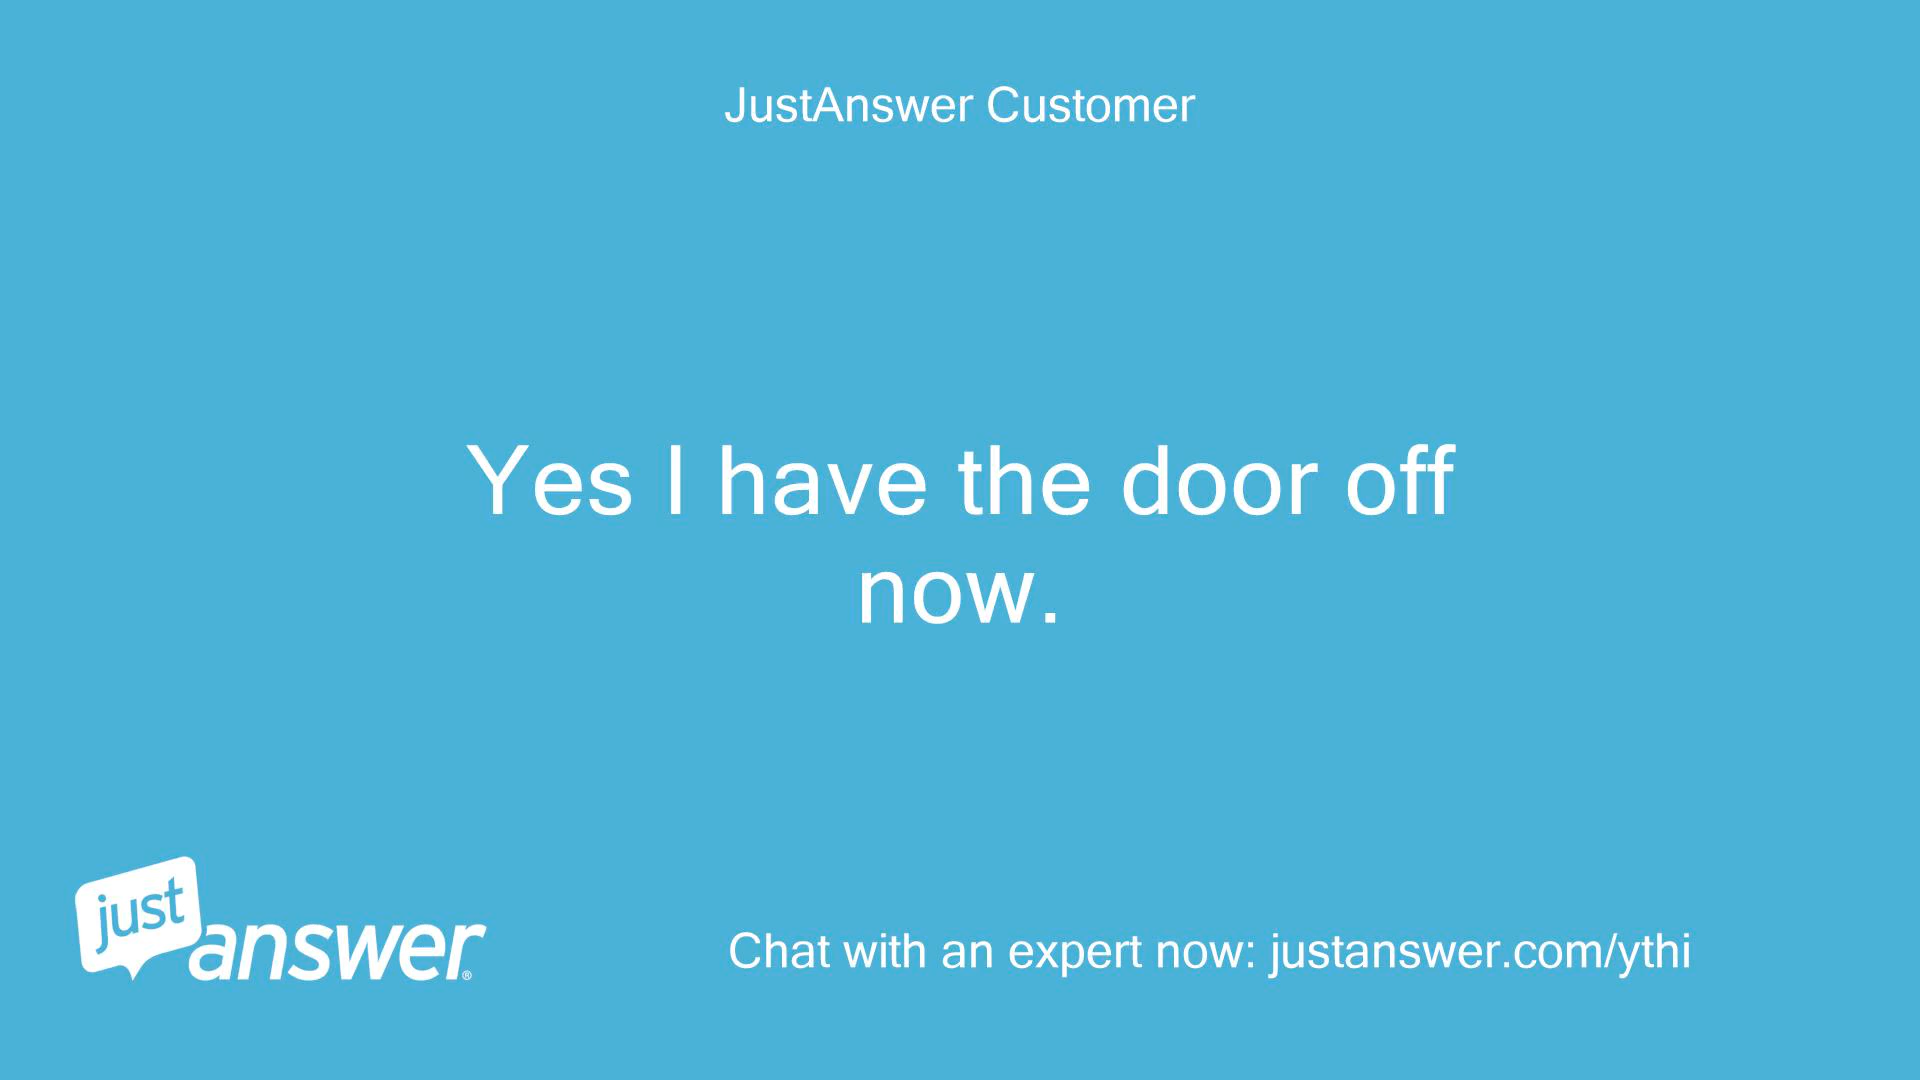 JustAnswer Customer
Yes I have the door off
now.
just
answer®
Chat with an expert now: justanswer.com/ythi